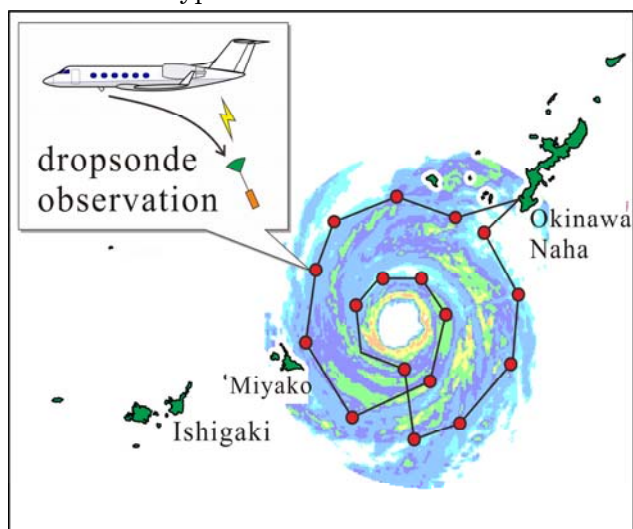 dropsonde
observation
Okinawa
Naha
Miyako
Ishigaki